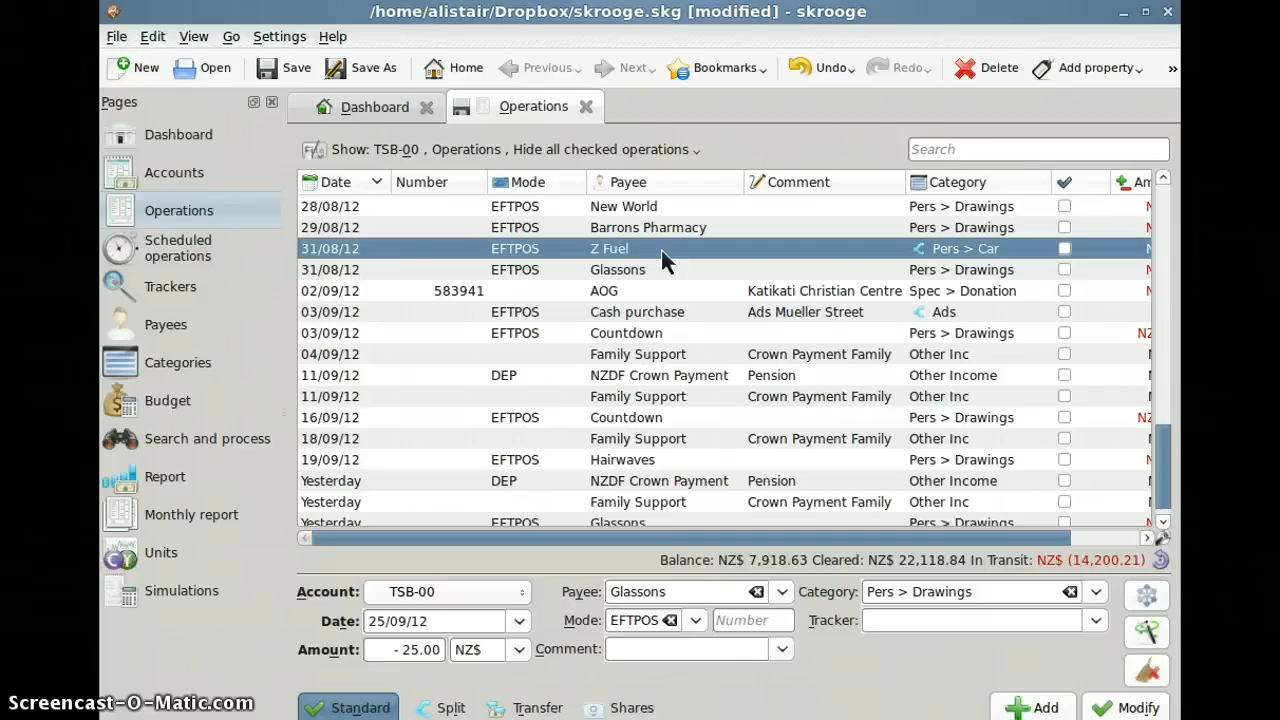 /home/alistair/Dropbox/skrooge.skg [modified] - skrooge
File Edit View Go Settings Help
New Open Save Save As Home Previous Next Bookmarks Undo Redo Delete Add property »
Pages
Dashboard
Accounts
Operations
Scheduled operations
Trackers
Payees
Categories
Budget
Search and process
Report
Monthly report
Units
Simulations
Dashboard Operations
Show: TSB-00 , Operations , Hide all checked operations Search
Date Number Mode Payee Comment Category Am
28/08/12 EFTPOS New World Pers > Drawings
29/08/12 EFTPOS Barrons Pharmacy Pers > Drawings
31/08/12 EFTPOS Z Fuel Pers > Car
31/08/12 EFTPOS Glassons Pers > Drawings
02/09/12 583941 AOG Katikati Christian Centre Spec > Donation
03/09/12 EFTPOS Cash purchase Ads Mueller Street Ads
03/09/12 EFTPOS Countdown Pers > Drawings NZ
04/09/12 Family Support Crown Payment Family Other Inc
11/09/12 DEP NZDF Crown Payment Pension Other Income
11/09/12 Family Support Crown Payment Family Other Inc
16/09/12 EFTPOS Countdown Pers > Drawings NZ
18/09/12 Family Support Crown Payment Family Other Inc
19/09/12 EFTPOS Hairwaves Pers > Drawings
Yesterday DEP NZDF Crown Payment Pension Other Income
Yesterday Family Support Crown Payment Family Other Inc
Yesterday EFTPOS Glassons Pers > Drawings
Balance: NZ$ 7,918.63 Cleared: NZ$ 22,118.84 In Transit: NZ$ (14,200.21)
Account: TSB-00 Payee: Glassons Category: Pers > Drawings
Date: 25/09/12 Mode: EFTPOS Number Tracker:
Amount: - 25.00 NZ$ Comment:
Standard Split Transfer Shares Add Modify
Screencast-O-Matic.com